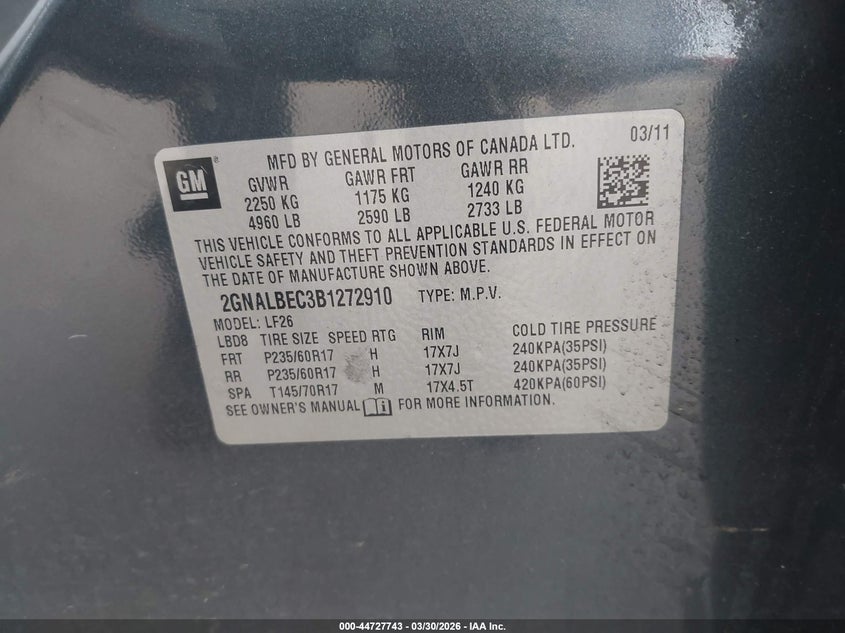 GM
®
MFD BY GENERAL MOTORS OF CANADA LTD.
03/11
GVWR GAWR FRT GAWR RR
2250 KG 1175 KG 1240 KG
4960 LB 2590 LB 2733 LB
THIS VEHICLE CONFORMS TO ALL APPLICABLE U.S. FEDERAL MOTOR
VEHICLE SAFETY AND THEFT PREVENTION STANDARDS IN EFFECT ON
THE DATE OF MANUFACTURE SHOWN ABOVE.
2GNALBEC3B1272910 TYPE: M.P.V.
MODEL: LF26
LBD8 TIRE SIZE SPEED RTG RIM COLD TIRE PRESSURE
FRT P235/60R17 H 17X7J 240KPA(35PSI)
RR P235/60R17 H 17X7J 240KPA(35PSI)
SPA T145/70R17 M 17X4.5T 420KPA(60PSI)
SEE OWNER'S MANUAL FOR MORE INFORMATION.
000-44727743 - 03/30/2026 - IAA Inc.